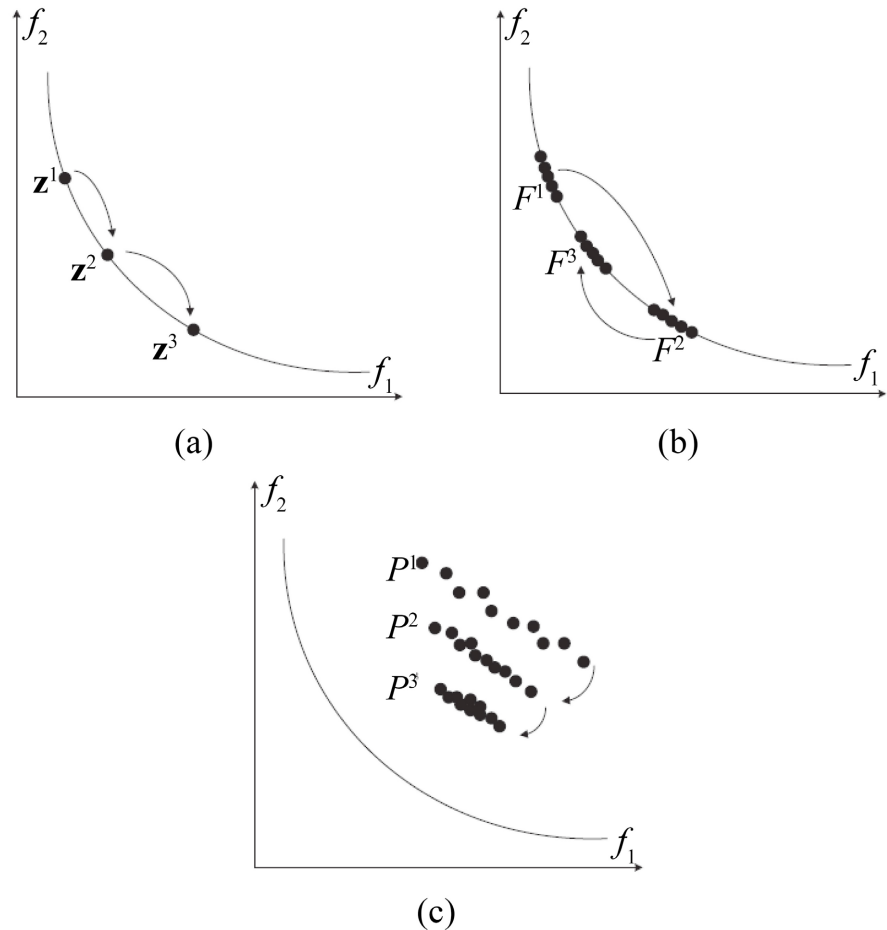 f₂
z¹
z²
z³
f₁
(a)
f₂
F¹
F³
F²
f₁
(b)
f₂
P¹
P²
P³
f₁
(c)